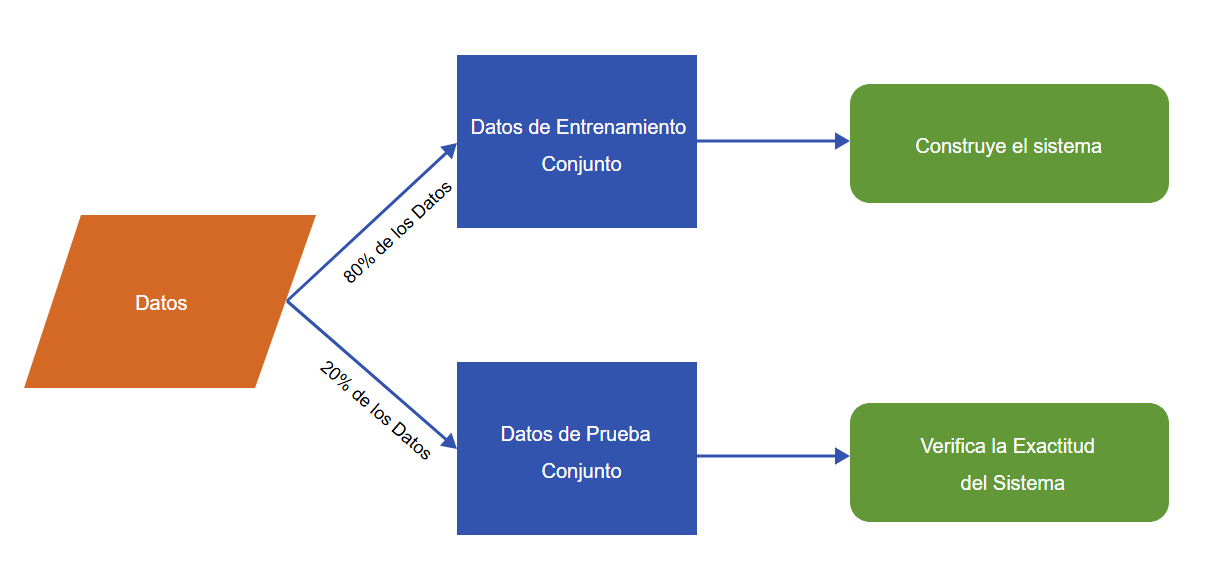 Datos
80% de los Datos
20% de los Datos
Datos de Entrenamiento
Conjunto
Construye el sistema
Datos de Prueba
Conjunto
Verifica la Exactitud
del Sistema